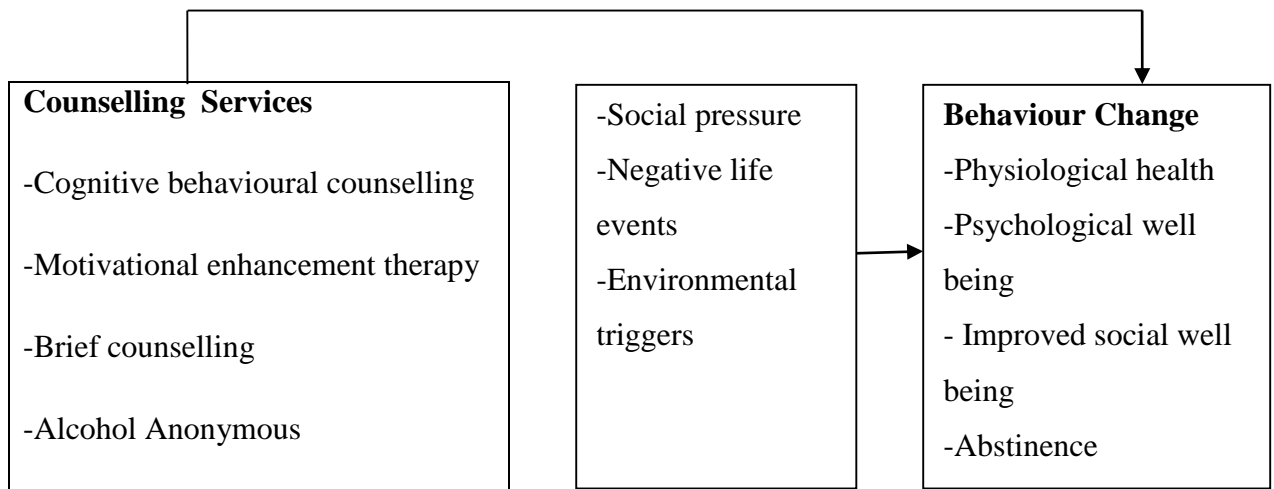 Counselling Services
-Cognitive behavioural counselling
-Motivational enhancement therapy
-Brief counselling
-Alcohol Anonymous
-Social pressure
-Negative life
events
-Environmental
triggers
Behaviour Change
-Physiological health
-Psychological well
being
- Improved social well
being
-Abstinence